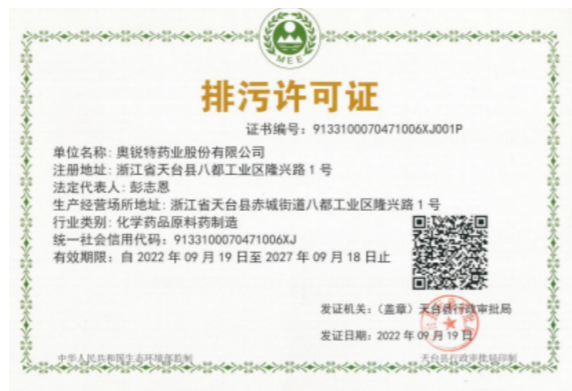 MEE
排污许可证
证书编号：9133100070471006XJ001P
单位名称：奥锐特药业股份有限公司
注册地址：浙江省天台县八都工业区隆兴路1号
法定代表人：彭志恩
生产经营场所地址：浙江省天台县赤城街道八都工业区隆兴路1号
行业类别：化学药品原料药制造
统一社会信用代码：9133100070471006XJ
有效期限：自2022年09月19日至2027年09月18日止
发证机关：（盖章）天台县行政审批局
发证日期：2022年09月19日
中华人民共和国生态环境部监制
天台县行政审批局印制